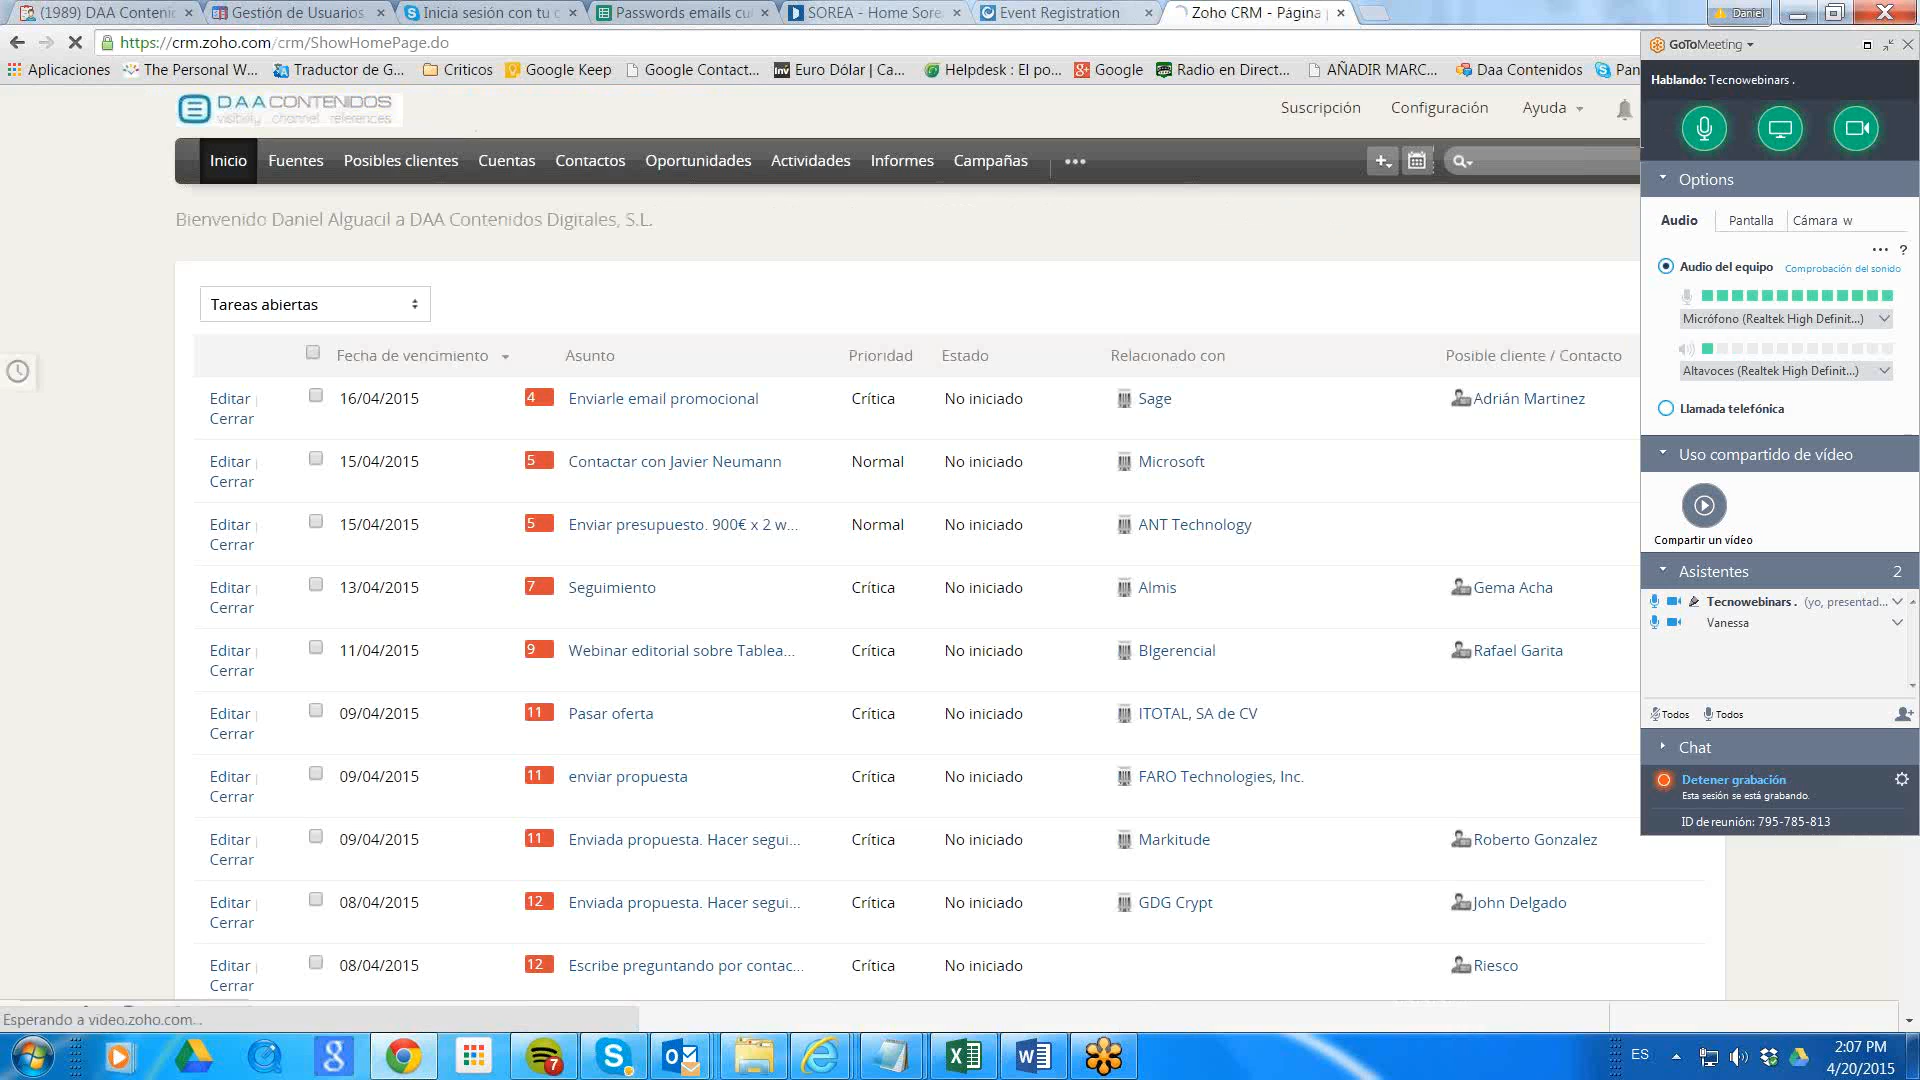 (1989) DAA Conteni
Gestión de Usuarios
Inicia sesión con tu c
Passwords emails cu
SOREA - Home Sore
Event Registration
Zoho CRM - Página
Daniel
https://crm.zoho.com/crm/ShowHomePage.do
Aplicaciones
The Personal W...
Traductor de G...
Criticos
Google Keep
Google Contact...
Inv Euro Dólar | Ca...
Helpdesk : El po...
Google
Radio en Direct...
AÑADIR MARC...
Daa Contenidos
Pan
DAA CONTENIDOS
visibility . channel . references
Suscripción
Configuración
Ayuda
Inicio
Fuentes
Posibles clientes
Cuentas
Contactos
Oportunidades
Actividades
Informes
Campañas
•••
Bienvenido Daniel Alguacil a DAA Contenidos Digitales, S.L.
Tareas abiertas
Fecha de vencimiento Asunto Prioridad Estado Relacionado con Posible cliente / Contacto
Editar | 16/04/2015 4 Enviarle email promocional Crítica No iniciado Sage Adrián Martinez
Cerrar
Editar | 15/04/2015 5 Contactar con Javier Neumann Normal No iniciado Microsoft
Cerrar
Editar | 15/04/2015 5 Enviar presupuesto. 900€ x 2 w... Normal No iniciado ANT Technology
Cerrar
Editar | 13/04/2015 7 Seguimiento Crítica No iniciado Almis Gema Acha
Cerrar
Editar | 11/04/2015 9 Webinar editorial sobre Tablea... Crítica No iniciado BIgerencial Rafael Garita
Cerrar
Editar | 09/04/2015 11 Pasar oferta Crítica No iniciado ITOTAL, SA de CV
Cerrar
Editar | 09/04/2015 11 enviar propuesta Crítica No iniciado FARO Technologies, Inc.
Cerrar
Editar | 09/04/2015 11 Enviada propuesta. Hacer segui... Crítica No iniciado Markitude Roberto Gonzalez
Cerrar
Editar | 08/04/2015 12 Enviada propuesta. Hacer segui... Crítica No iniciado GDG Crypt John Delgado
Cerrar
Editar | 08/04/2015 12 Escribe preguntando por contac... Crítica No iniciado Riesco
Cerrar
Esperando a video.zoho.com...
GoToMeeting
Hablando: Tecnowebinars .
Options
Audio
Pantalla
Cámara w
••• ?
Audio del equipo Comprobación del sonido
Micrófono (Realtek High Definit...)
Altavoces (Realtek High Definit...)
Llamada telefónica
Uso compartido de vídeo
Compartir un vídeo
Asistentes 2
Tecnowebinars . (yo, presentad...
Vanessa
Todos Todos
Chat
Detener grabación
Esta sesión se está grabando.
ID de reunión: 795-785-813
7
ES
2:07 PM
4/20/2015